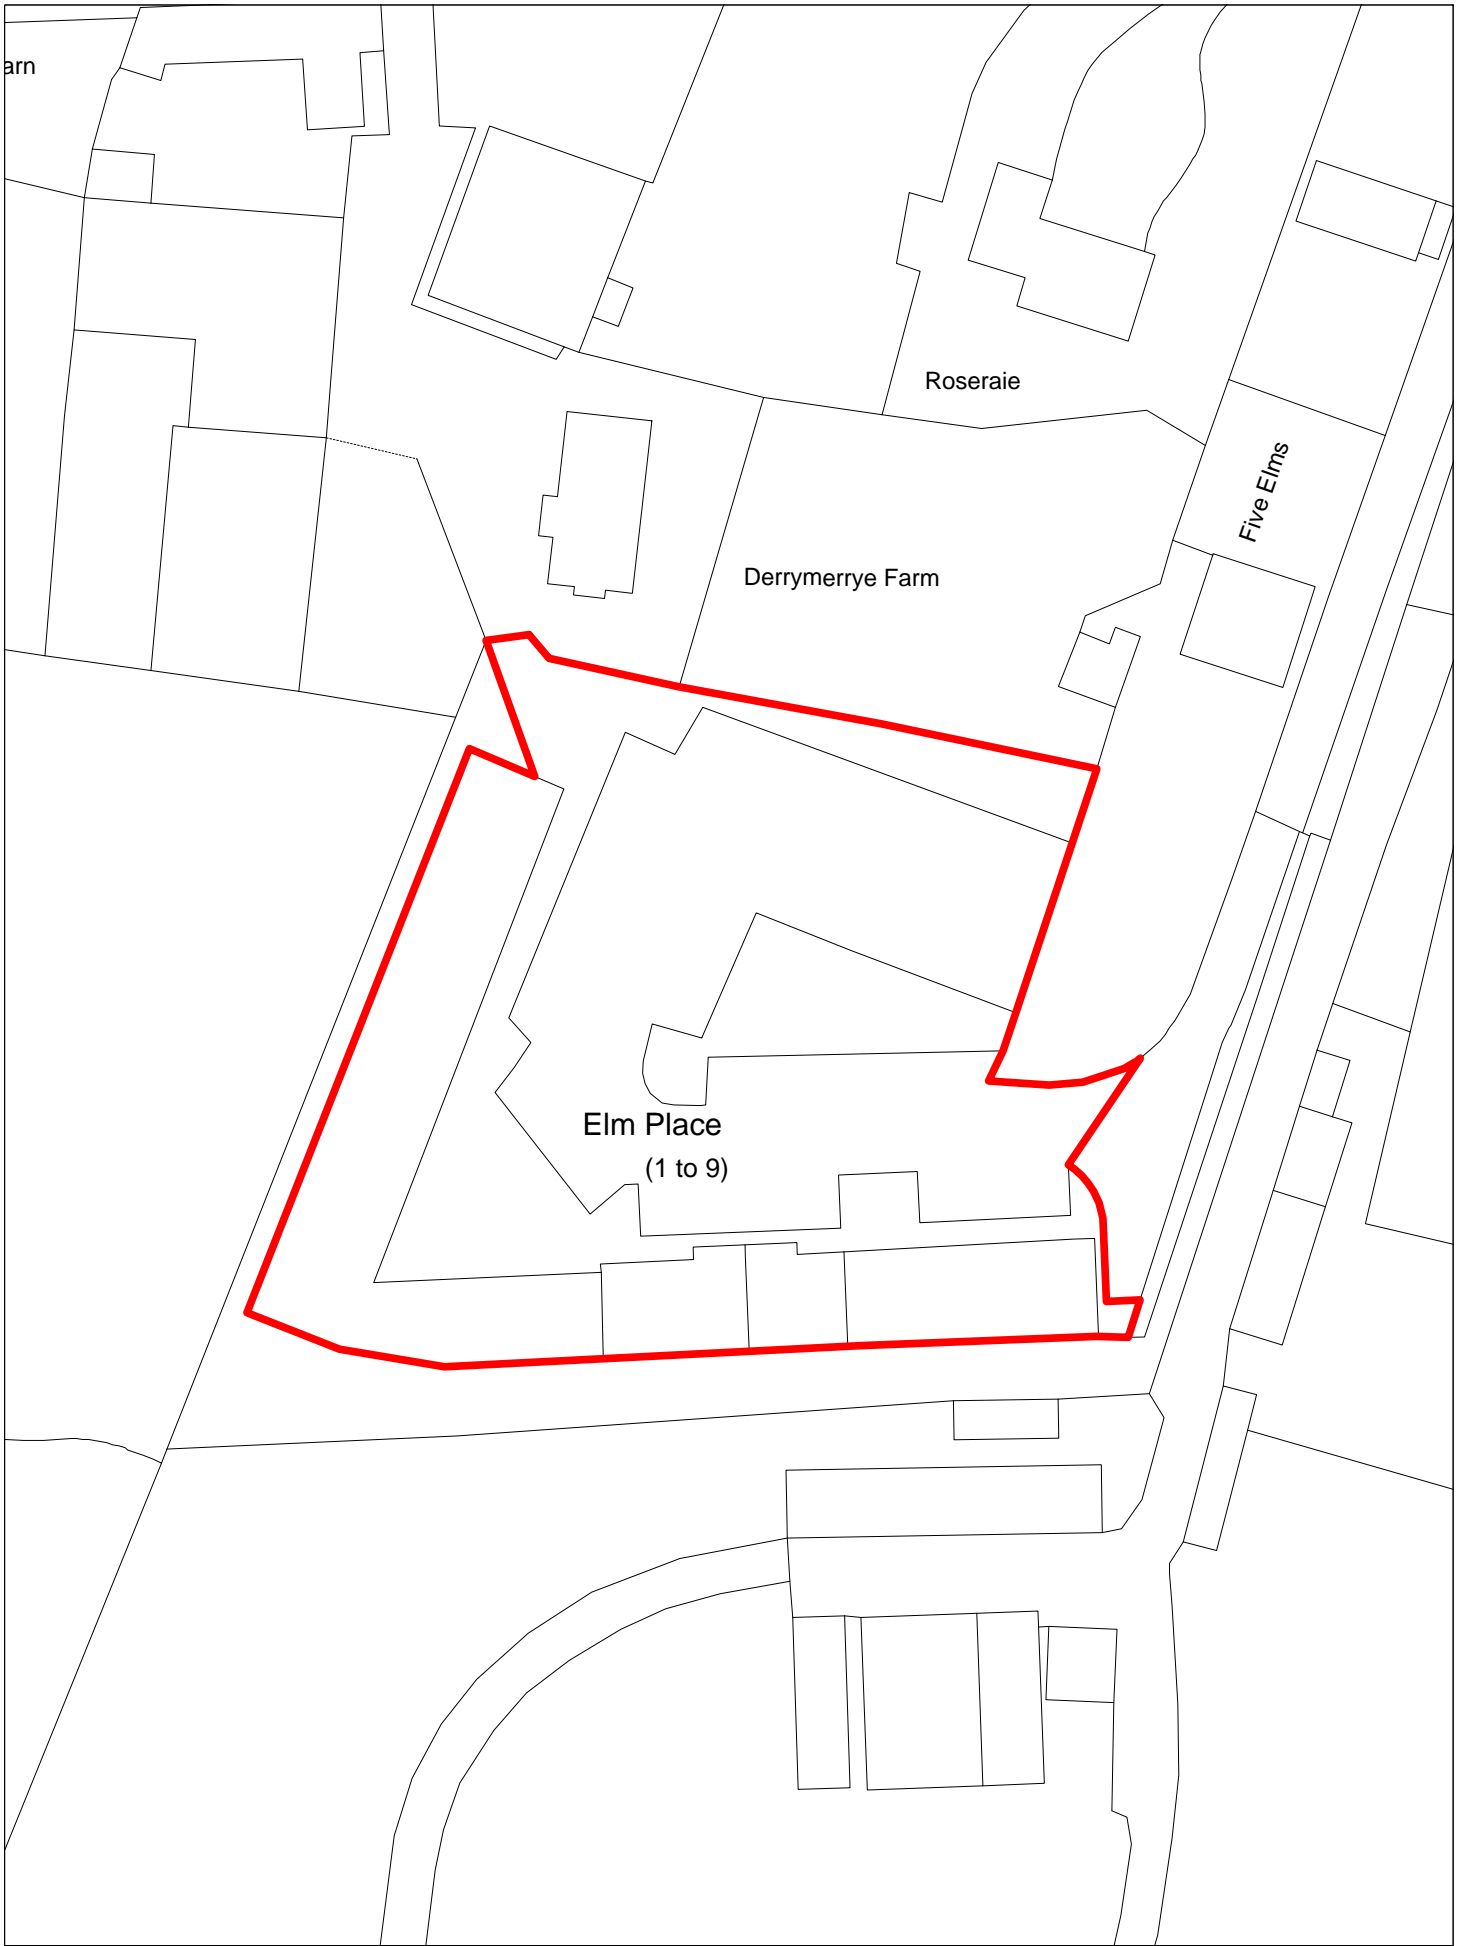 arn
Roseraie
Five Elms
Derrymerrye Farm
Elm Place
(1 to 9)